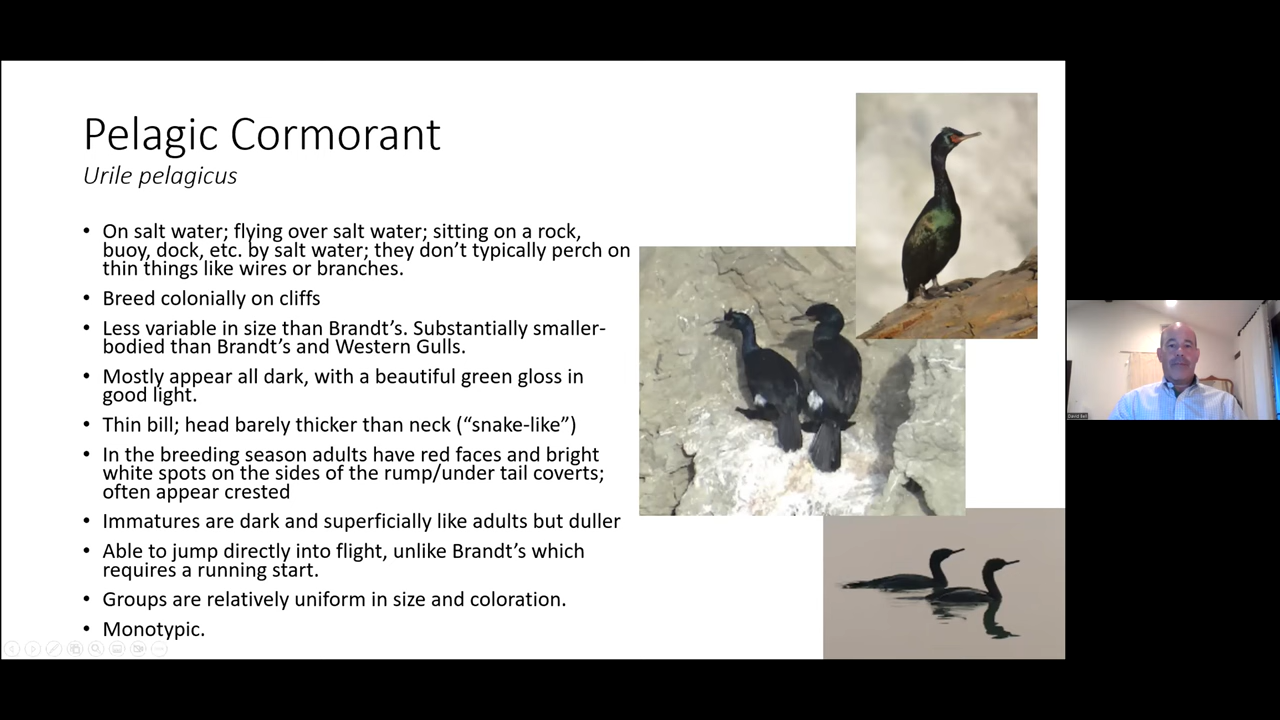 Pelagic Cormorant
Urile pelagicus
• On salt water; flying over salt water; sitting on a rock,
buoy, dock, etc. by salt water; they don’t typically perch on
thin things like wires or branches.
• Breed colonially on cliffs
• Less variable in size than Brandt’s. Substantially smaller-
bodied than Brandt’s and Western Gulls.
• Mostly appear all dark, with a beautiful green gloss in
good light.
• Thin bill; head barely thicker than neck (“snake-like”)
• In the breeding season adults have red faces and bright
white spots on the sides of the rump/under tail coverts;
often appear crested
• Immatures are dark and superficially like adults but duller
• Able to jump directly into flight, unlike Brandt’s which
requires a running start.
• Groups are relatively uniform in size and coloration.
• Monotypic.
David Bell